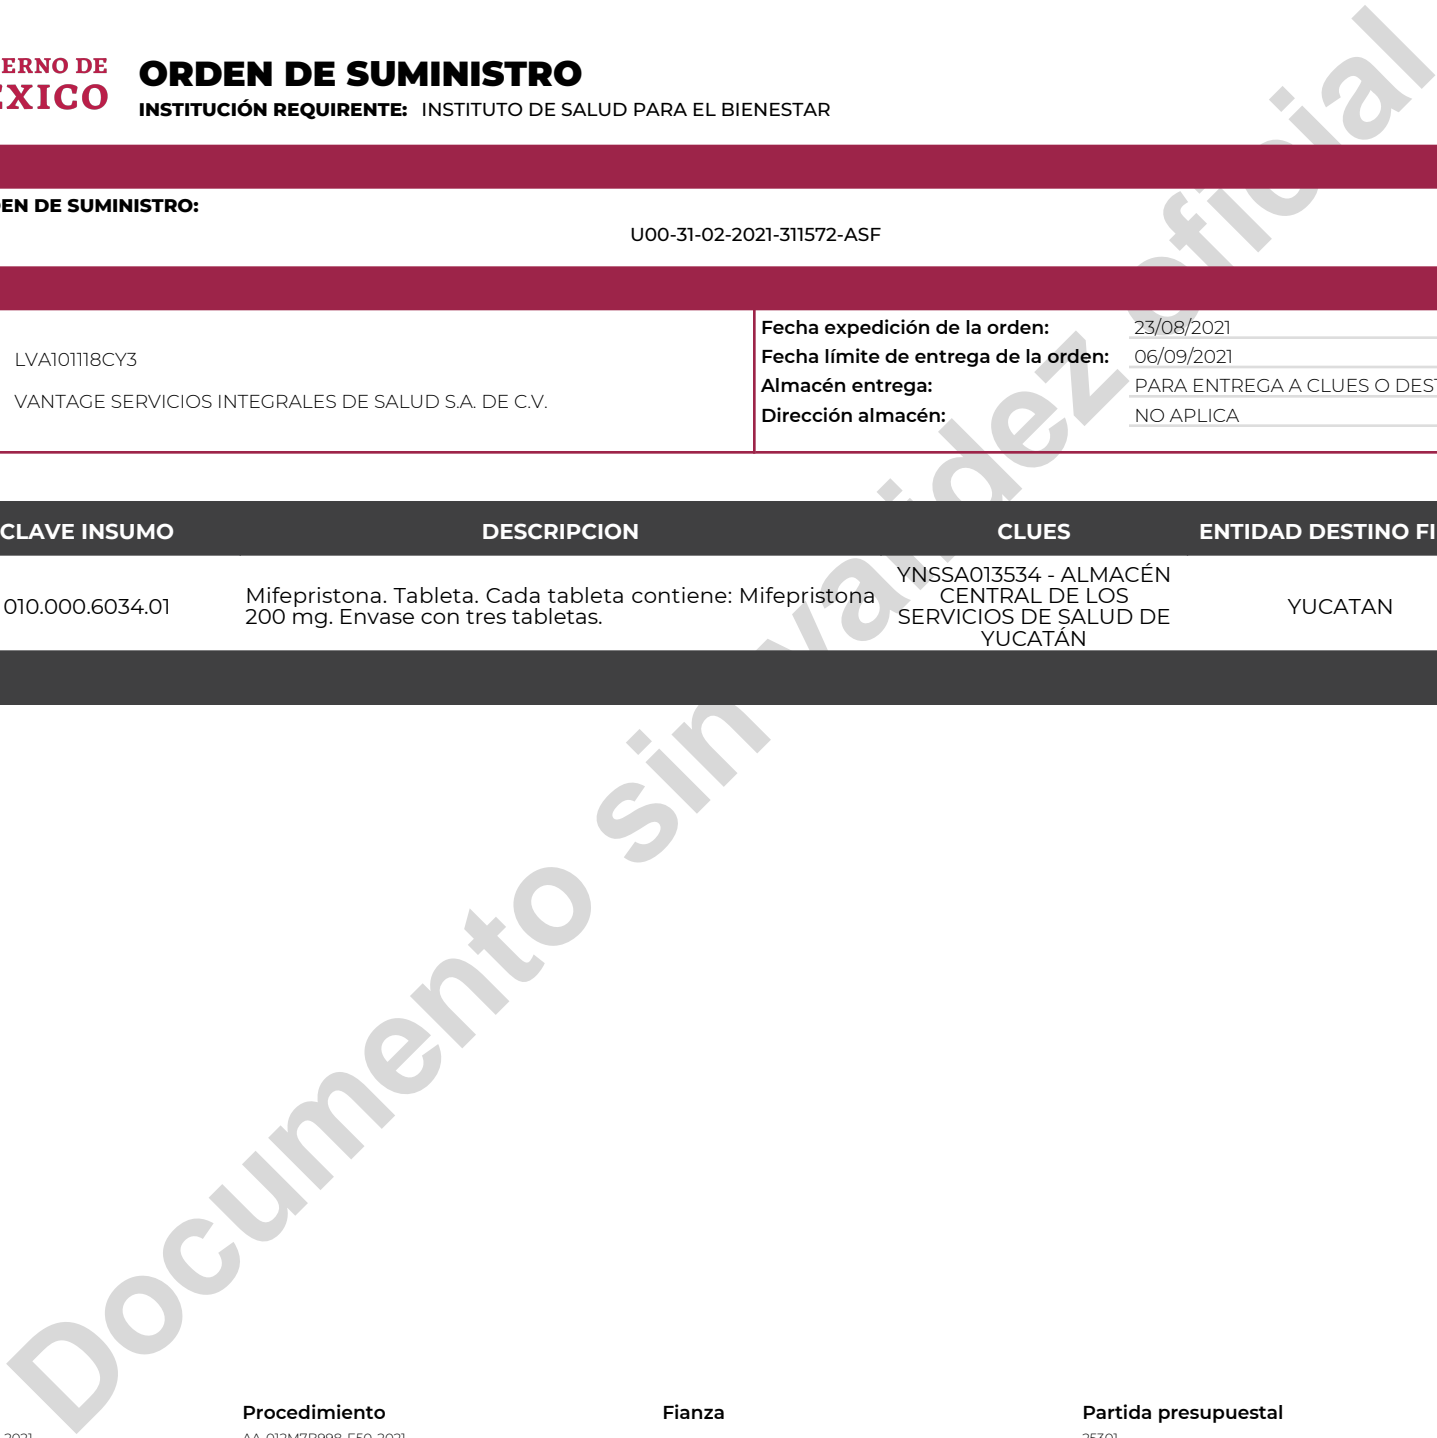 ERNO DE
EXICO
ORDEN DE SUMINISTRO
INSTITUCIÓN REQUIRENTE: INSTITUTO DE SALUD PARA EL BIENESTAR
EN DE SUMINISTRO:
U00-31-02-2021-311572-ASF
LVA101118CY3
VANTAGE SERVICIOS INTEGRALES DE SALUD S.A. DE C.V.
Fecha expedición de la orden: 23/08/2021
Fecha límite de entrega de la orden: 06/09/2021
Almacén entrega: PARA ENTREGA A CLUES O DEST
Dirección almacén: NO APLICA
CLAVE INSUMO DESCRIPCION CLUES ENTIDAD DESTINO FI
010.000.6034.01
Mifepristona. Tableta. Cada tableta contiene: Mifepristona
200 mg. Envase con tres tabletas.
YNSSA013534 - ALMACÉN
CENTRAL DE LOS
SERVICIOS DE SALUD DE
YUCATÁN
YUCATAN
Documento sin validez oficial
Procedimiento Fianza Partida presupuestal